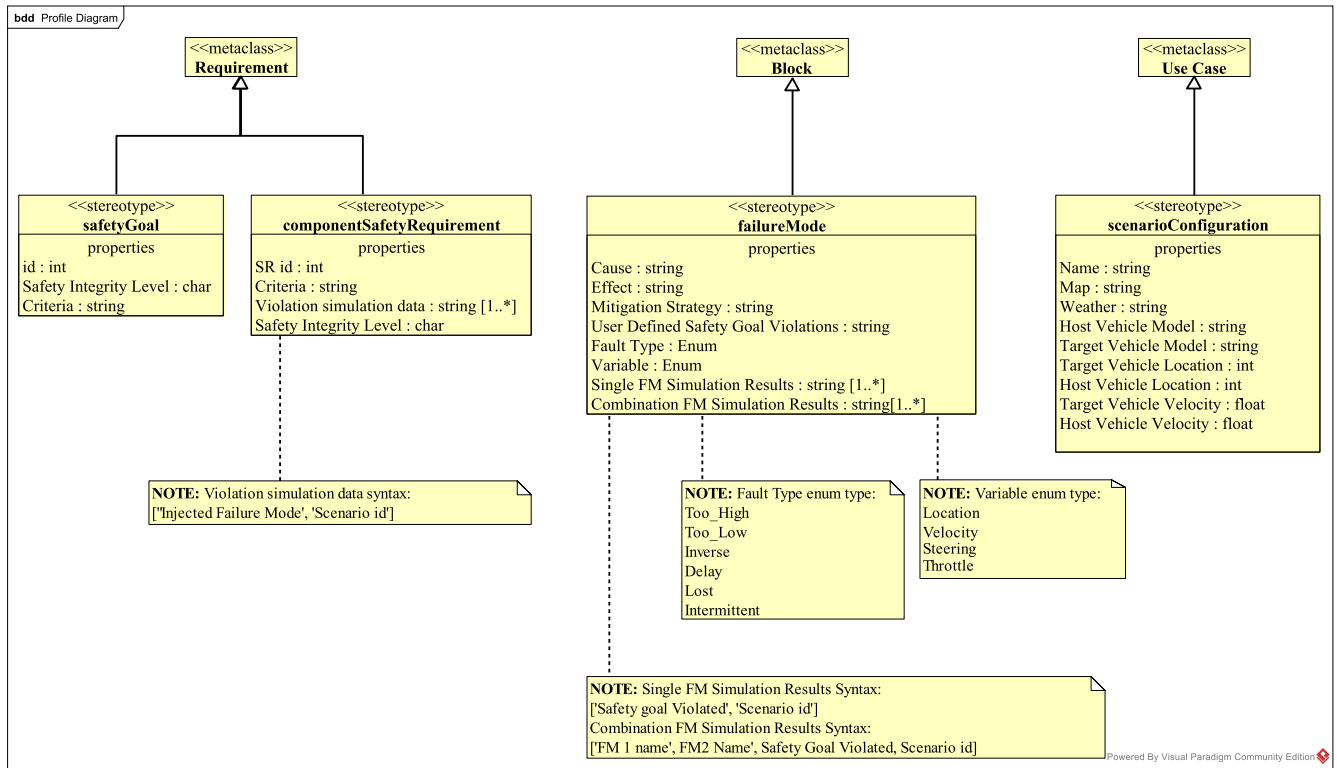 bdd Profile Diagram
<<metaclass>>
Requirement
<<metaclass>>
Block
<<metaclass>>
Use Case
<<stereotype>>
safetyGoal
properties
id : int
Safety Integrity Level : char
Criteria : string
<<stereotype>>
componentSafetyRequirement
properties
SR id : int
Criteria : string
Violation simulation data : string [1..*]
Safety Integrity Level : char
<<stereotype>>
failureMode
properties
Cause : string
Effect : string
Mitigation Strategy : string
User Defined Safety Goal Violations : string
Fault Type : Enum
Variable : Enum
Single FM Simulation Results : string [1..*]
Combination FM Simulation Results : string[1..*]
<<stereotype>>
scenarioConfiguration
properties
Name : string
Map : string
Weather : string
Host Vehicle Model : string
Target Vehicle Model : string
Target Vehicle Location : int
Host Vehicle Location : int
Target Vehicle Velocity : float
Host Vehicle Velocity : float
NOTE: Violation simulation data syntax:
["Injected Failure Mode', 'Scenario id']
NOTE: Fault Type enum type:
Too_High
Too_Low
Inverse
Delay
Lost
Intermittent
NOTE: Variable enum type:
Location
Velocity
Steering
Throttle
NOTE: Single FM Simulation Results Syntax:
['Safety goal Violated', 'Scenario id']
Combination FM Simulation Results Syntax:
['FM 1 name', FM2 Name', Safety Goal Violated, Scenario id]
Powered By Visual Paradigm Community Edition